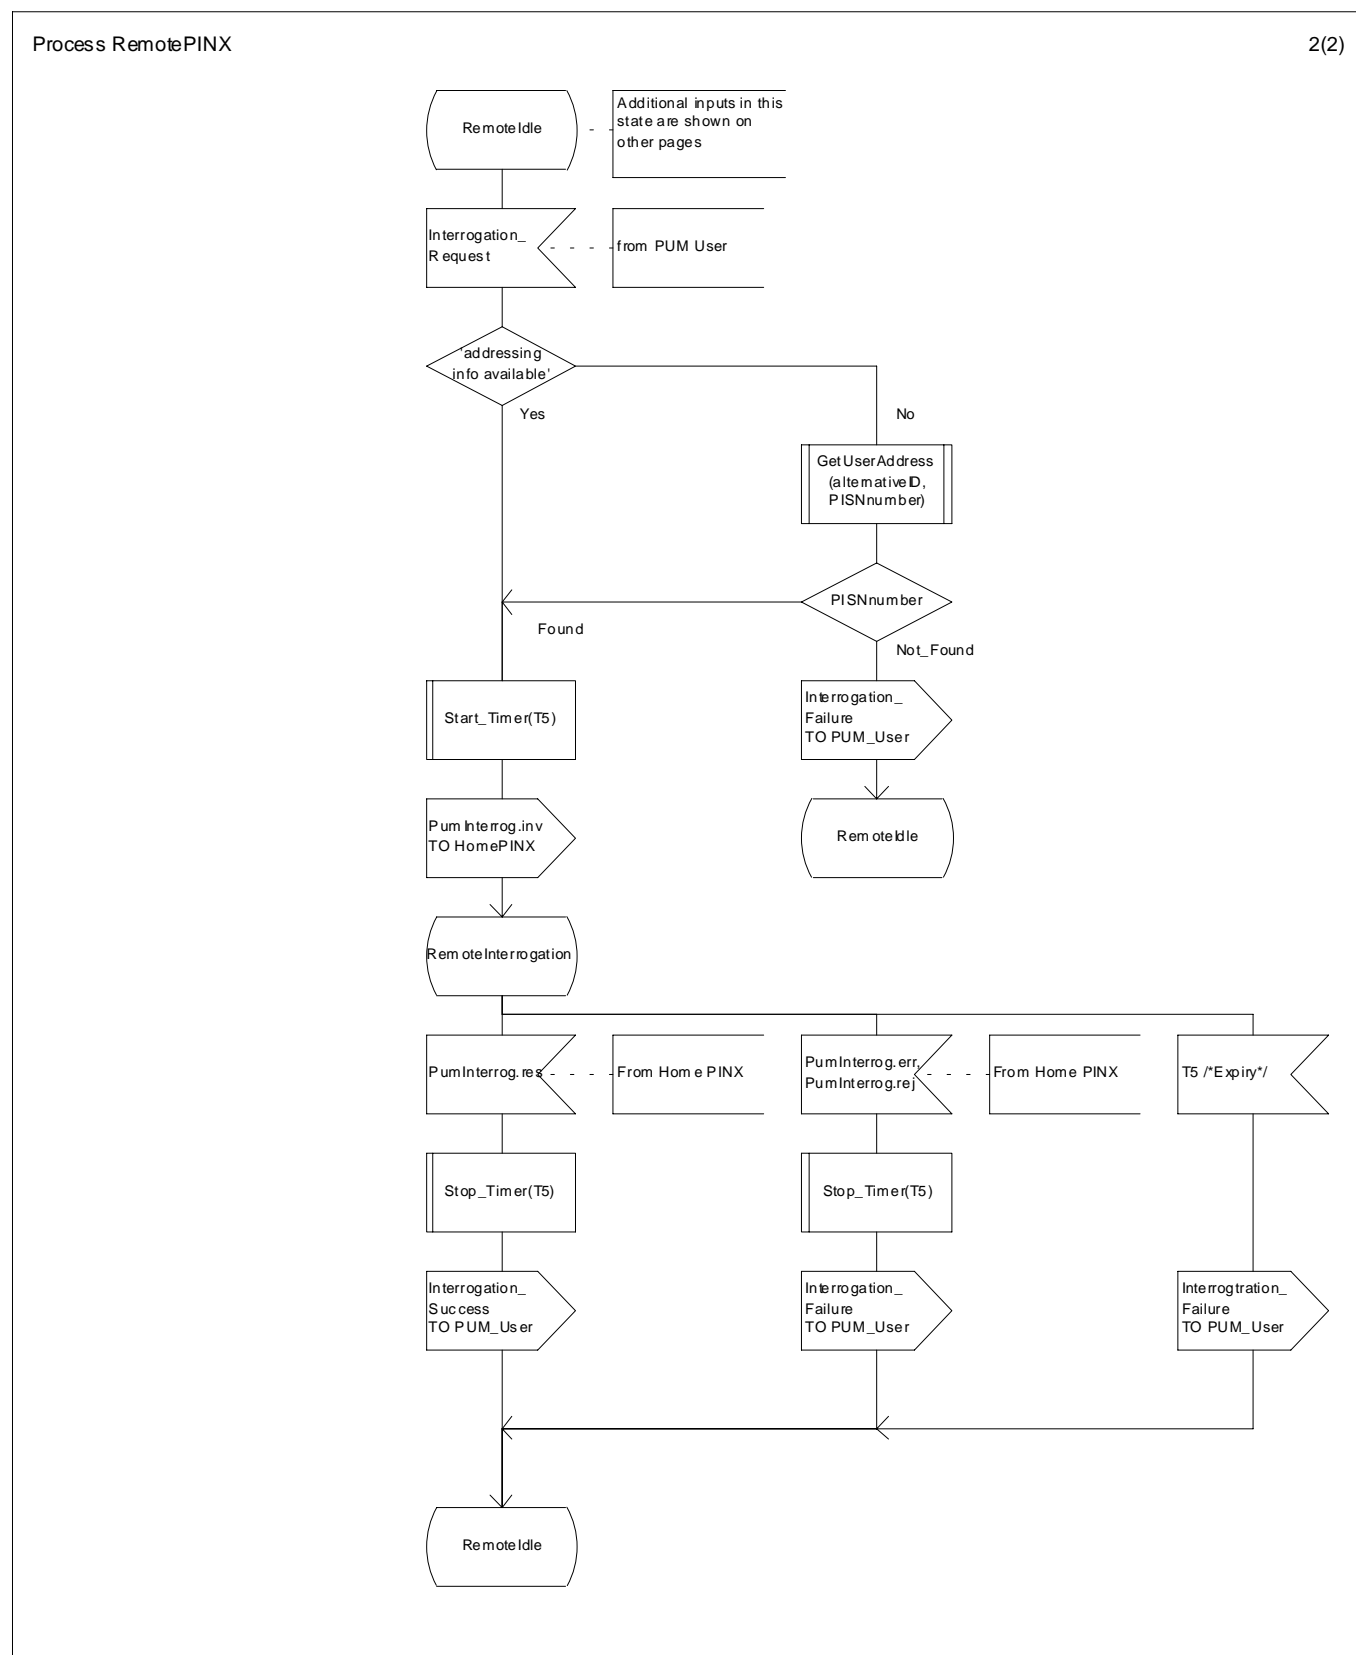 Process RemotePINX
2(2)
RemoteIdle
Additional inputs in this
state are shown on
other pages
Interrogation_
Request
from PUM User
'addressing
info available'
Yes
No
GetUserAddress
(alternativeID,
PISNnumber)
PISNnumber
Found
Not_Found
Start_Timer(T5)
Interrogation_
Failure
TO PUM_User
PumInterrog.inv
TO HomePINX
RemoteIdle
RemoteInterrogation
PumInterrog.res
From Home PINX
PumInterrog.err,
PumInterrog.rej
From Home PINX
T5 /*Expiry*/
Stop_Timer(T5)
Stop_Timer(T5)
Interrogation_
Success
TO PUM_User
Interrogation_
Failure
TO PUM_User
Interrogtration_
Failure
TO PUM_User
RemoteIdle